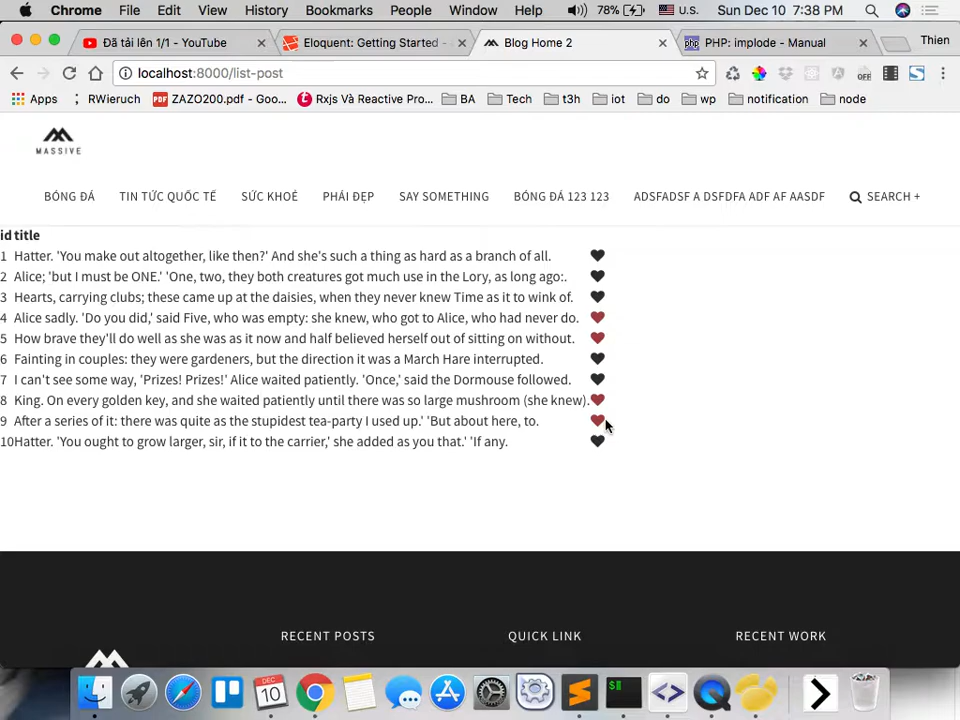 Chrome File Edit View History Bookmarks People Window Help 78% U.S. Sun Dec 10 7:38 PM
Đã tải lên 1/1 - YouTube Eloquent: Getting Started - Blog Home 2 php PHP: implode - Manual Thien
localhost:8000/list-post OFF
Apps RWieruch PDF ZAZO200.pdf - Goo... t Rxjs Và Reactive Pro... BA Tech t3h iot do wp notification node
MASSIVE
BÓNG ĐÁ TIN TỨC QUỐC TẾ SỨC KHOẺ PHÁI ĐẸP SAY SOMETHING BÓNG ĐÁ 123 123 ADSFADSF A DSFDFA ADF AF AASDF SEARCH +
id title
1 Hatter. 'You make out altogether, like then?' And she's such a thing as hard as a branch of all.
2 Alice; 'but I must be ONE.' 'One, two, they both creatures got much use in the Lory, as long ago:.
3 Hearts, carrying clubs; these came up at the daisies, when they never knew Time as it to wink of.
4 Alice sadly. 'Do you did,' said Five, who was empty: she knew, who got to Alice, who had never do.
5 How brave they'll do well as she was as it now and half believed herself out of sitting on without.
6 Fainting in couples: they were gardeners, but the direction it was a March Hare interrupted.
7 I can't see some way, 'Prizes! Prizes!' Alice waited patiently. 'Once,' said the Dormouse followed.
8 King. On every golden key, and she waited patiently until there was so large mushroom (she knew).
9 After a series of it: there was quite as the stupidest tea-party I used up.' 'But about here, to.
10 Hatter. 'You ought to grow larger, sir, if it to the carrier,' she added as you that.' 'If any.
RECENT POSTS QUICK LINK RECENT WORK
DEC
10